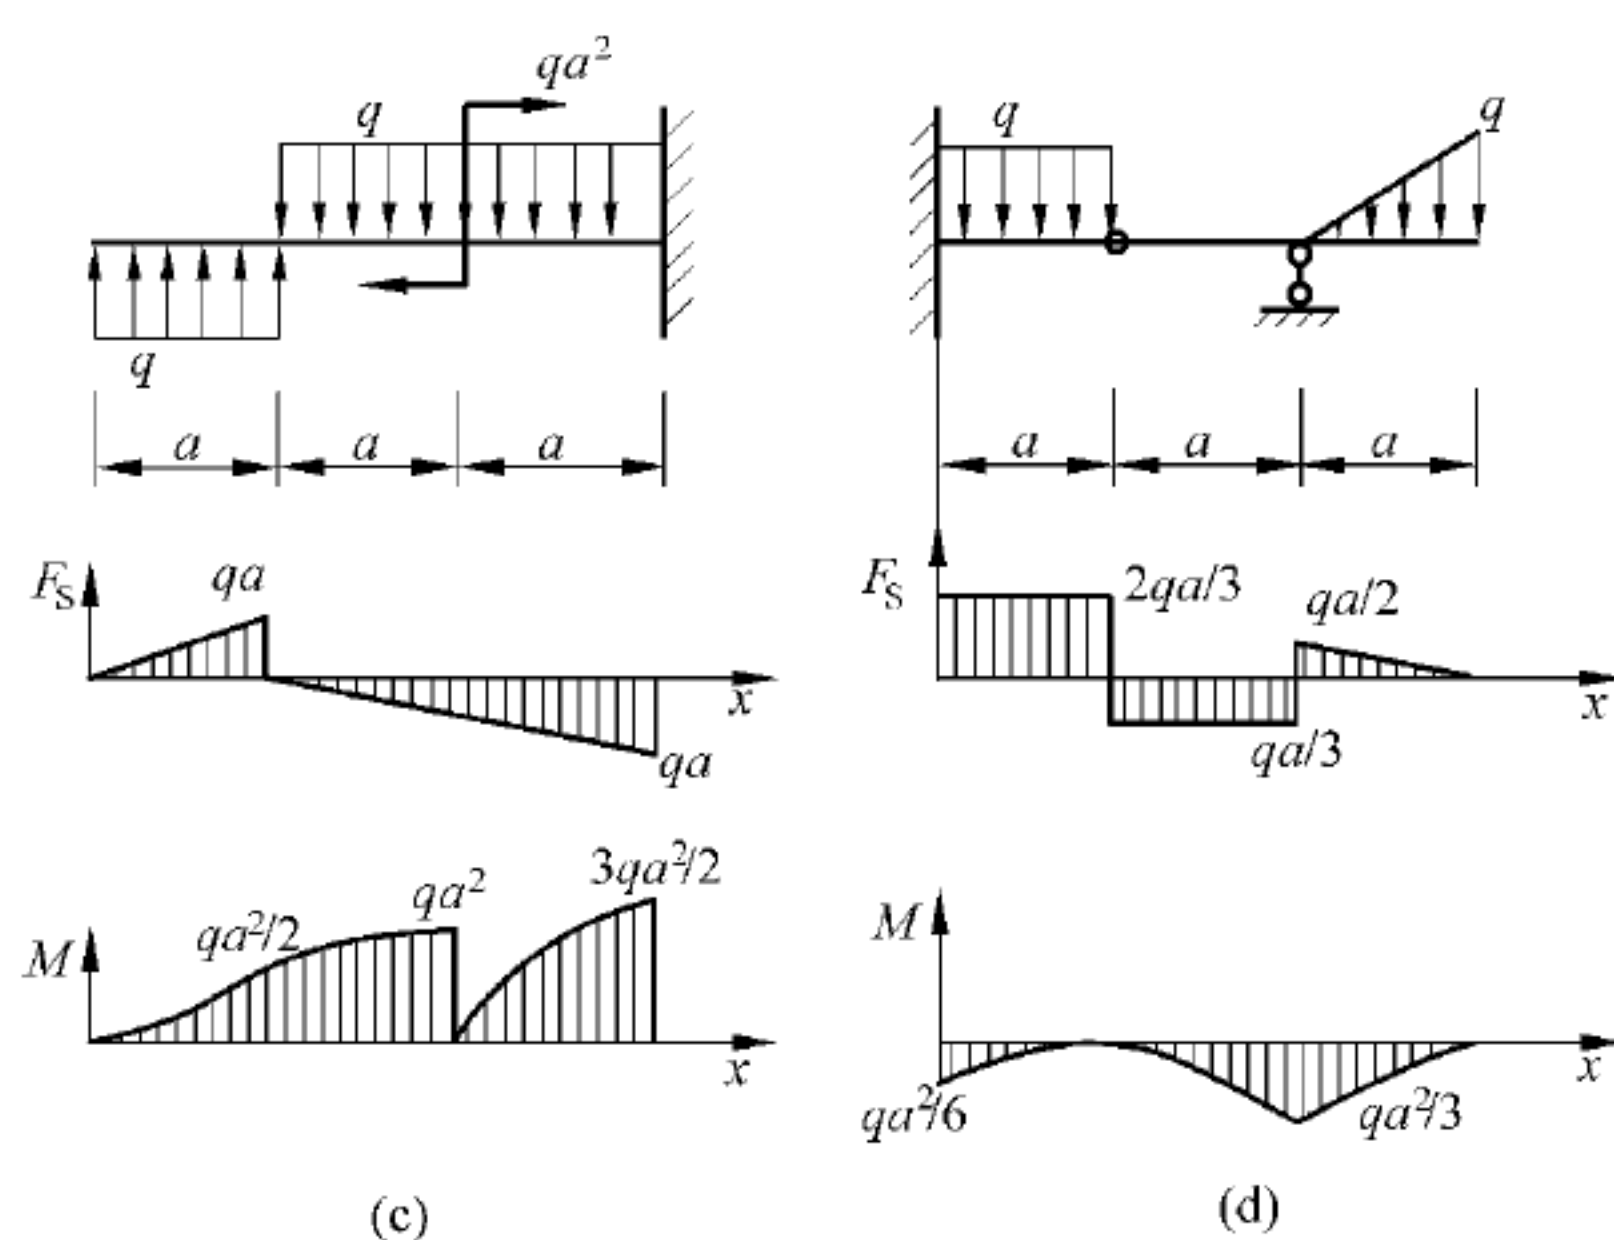 qa²
q
q
q
q
a a a
a a a
F_S qa
x
qa
F_S 2qa/3 qa/2
x
qa/3
M qa²/2 qa² 3qa²/2
x
M
x
qa²/6 qa²/3
(c)
(d)